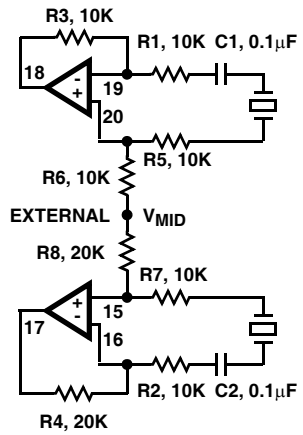 R3, 10K
R1, 10K C1, 0.1μF
18
-
+
19
20
R5, 10K
R6, 10K
EXTERNAL VMID
R8, 20K
R7, 10K
17
+
-
15
16
R2, 10K C2, 0.1μF
R4, 20K